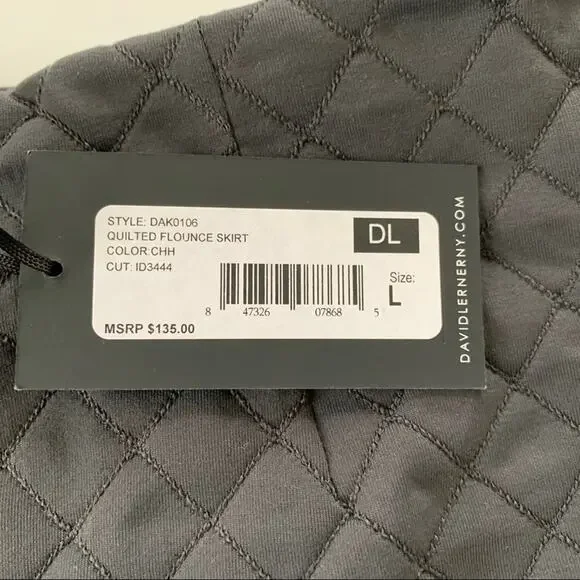 STYLE: DAK0106
QUILTED FLOUNCE SKIRT
COLOR:CHH
CUT: ID3444
DL
Size:
L
8 47326 07868 5
MSRP $135.00
DAVIDLERNERNY.COM